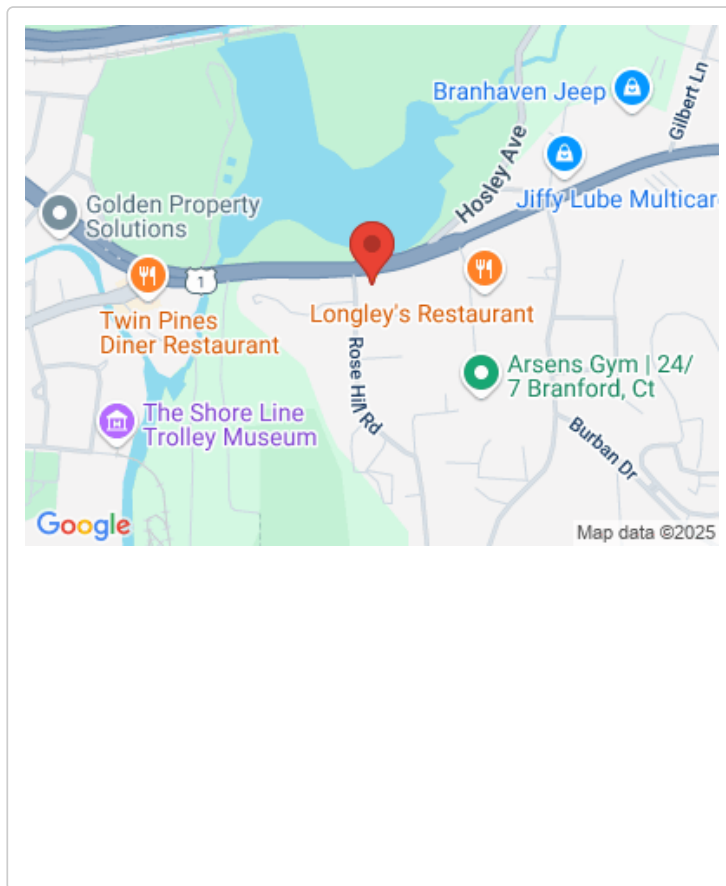 Branhaven Jeep
Gilbert Ln
Hosley Ave
Jiffy Lube Multicar
Golden Property
Solutions
1
Twin Pines
Diner Restaurant
Longley's Restaurant
Rose Hill Rd
Arsens Gym | 24/
7 Branford, Ct
The Shore Line
Trolley Museum
Burban Dr
Google
Map data ©2025